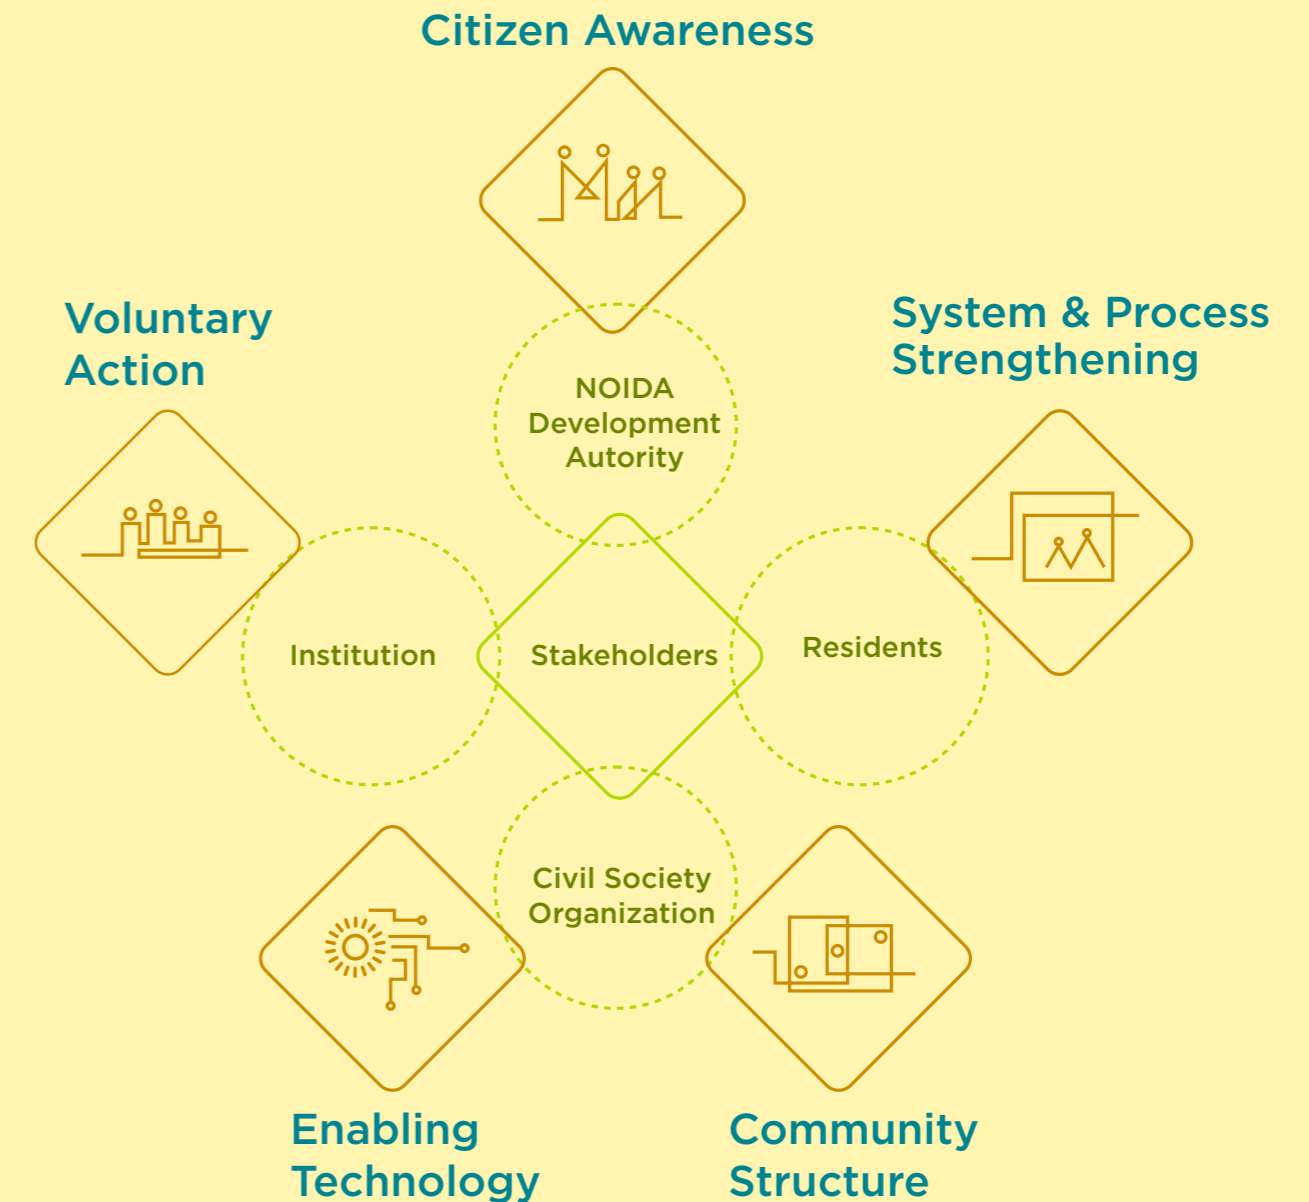 Citizen Awareness
Voluntary
Action
System & Process
Strengthening
NOIDA
Development
Autority
Institution
Stakeholders
Residents
Civil Society
Organization
Enabling
Technology
Community
Structure